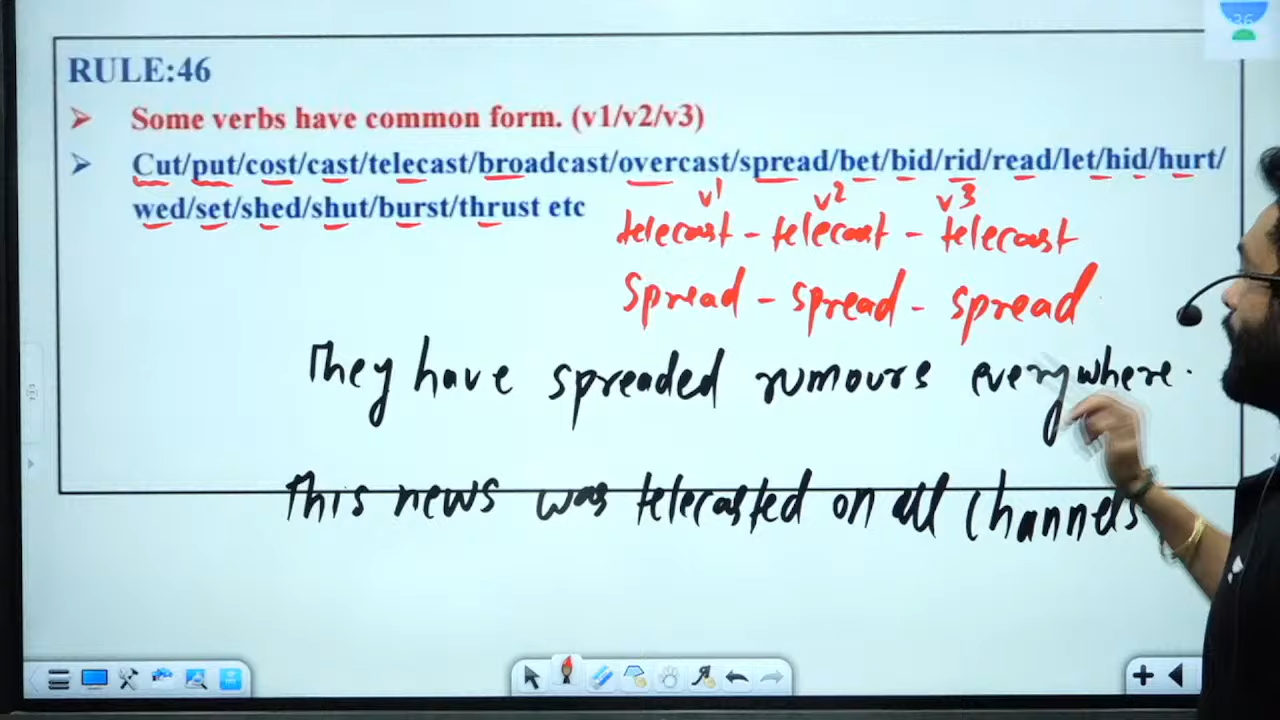 RULE:46
Some verbs have common form. (v1/v2/v3)
Cut/put/cost/cast/telecast/broadcast/overcast/spread/bet/bid/rid/read/let/hid/hurt/
wed/set/shed/shut/burst/thrust etc
v1 v2 v3
telecast - telecast - telecast
Spread - spread - spread
They have spreaded rumours everywhere.
This news was telecasted on all channels
36